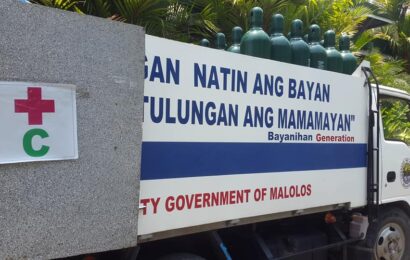 C
GAN NATIN ANG BAYAN
TULUNGAN ANG MAMAMAYAN"
Bayanihan Generation
TY GOVERNMENT OF MALOLOS